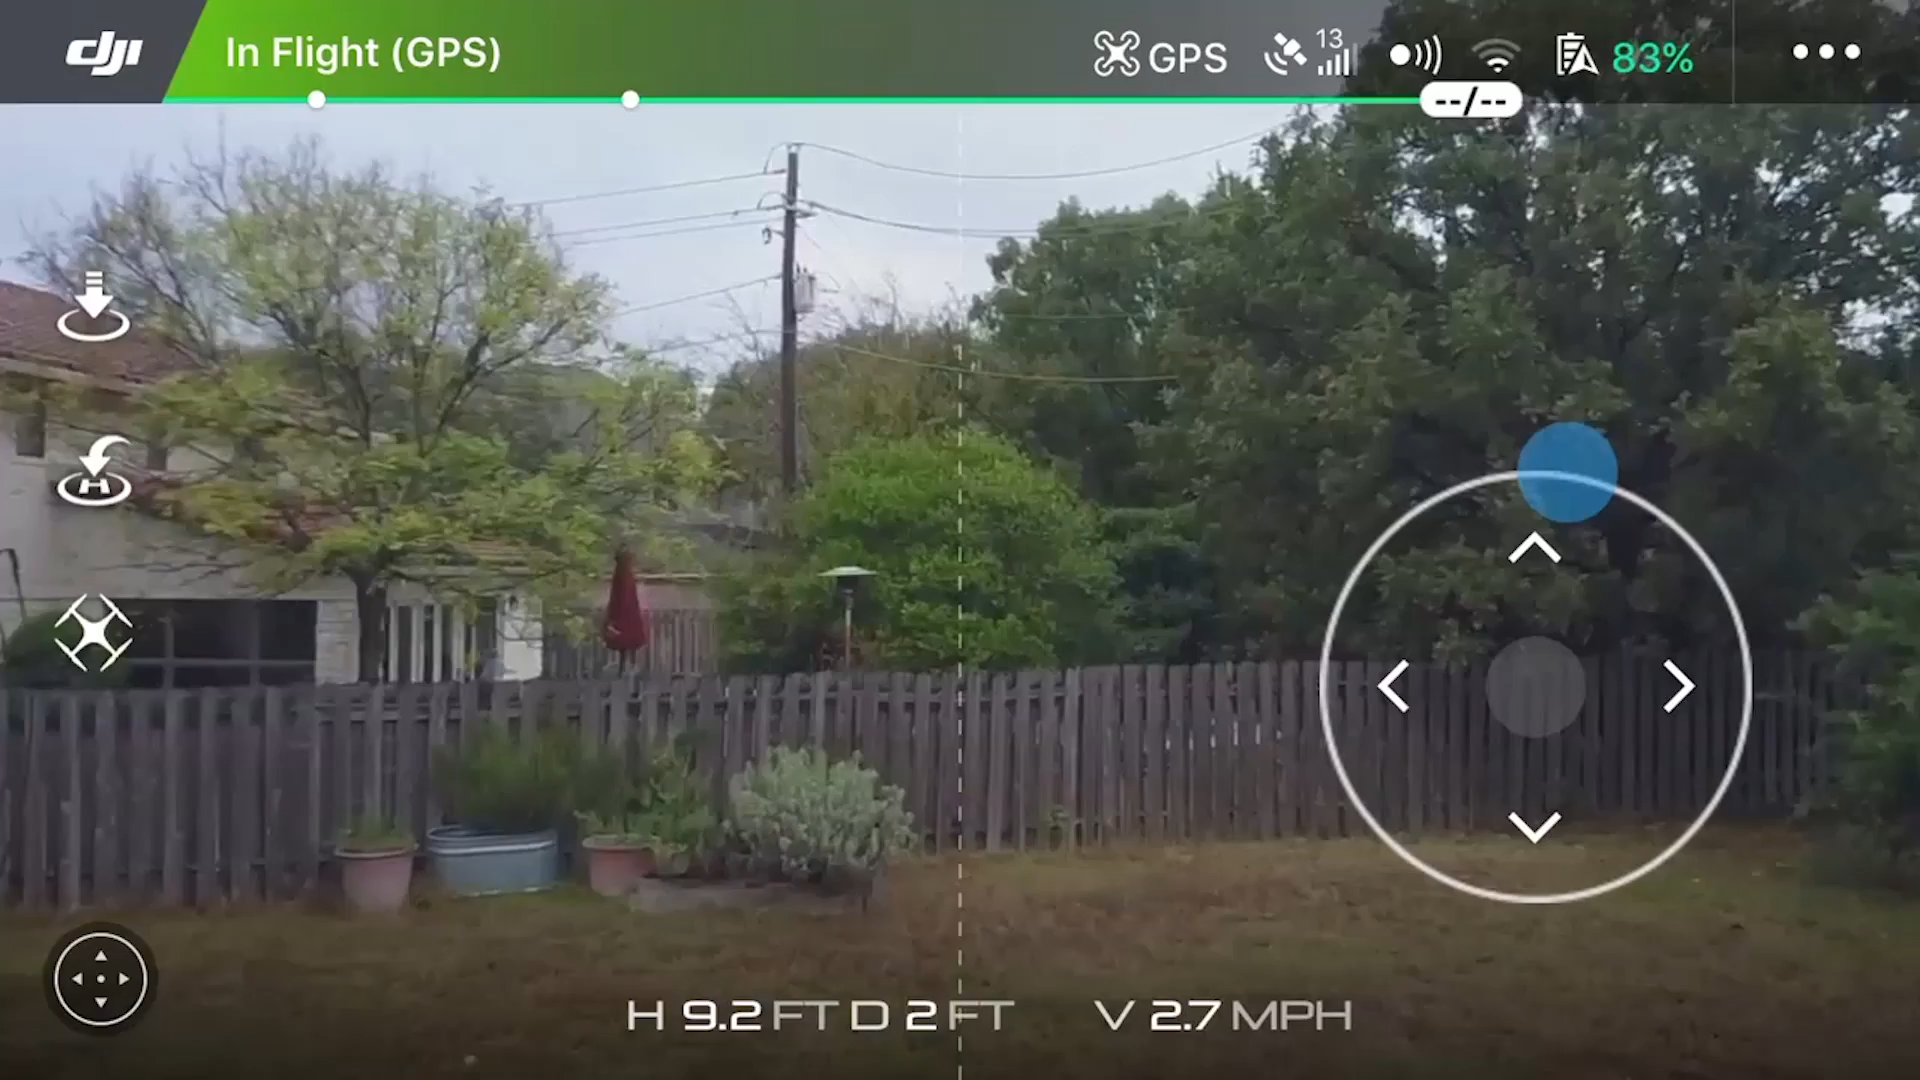 dji In Flight (GPS) GPS 13 83%
--/--
H 9.2 FT D 2 FT V 2.7 MPH